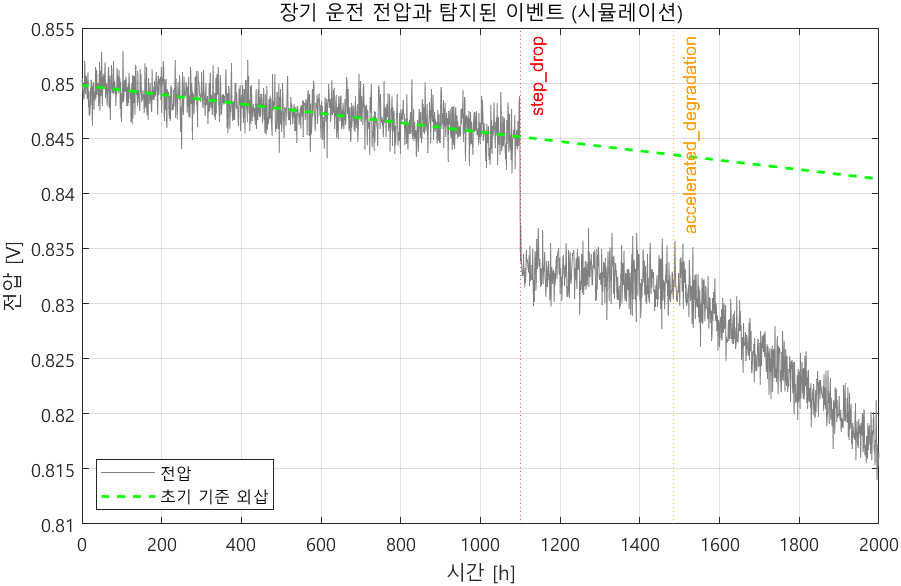 장기 운전 전압과 탐지된 이벤트 (시뮬레이션)
0.855
0.85
0.845
0.84
0.835
0.83
0.825
0.82
0.815
0.81
전압 [V]
step_drop
accelerated_degradation
전압
초기 기준 외삽
0 200 400 600 800 1000 1200 1400 1600 1800 2000
시간 [h]